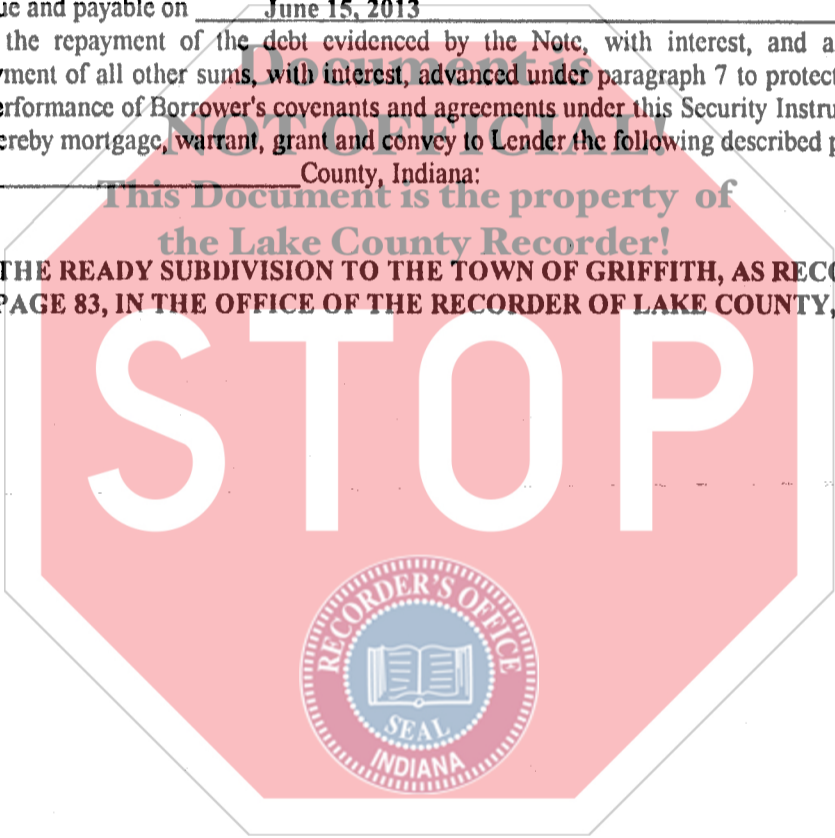 ue and payable on June 15, 2013
the repayment of the debt evidenced by the Note, with interest, and a
ment of all other sums, with interest, advanced under paragraph 7 to protect
Document is
erformance of Borrower's covenants and agreements under this Security Instru
NOT OFFICIAL!
ereby mortgage, warrant, grant and convey to Lender the following described p
County, Indiana:
This Document is the property of
the Lake County Recorder!
THE READY SUBDIVISION TO THE TOWN OF GRIFFITH, AS RECO
PAGE 83, IN THE OFFICE OF THE RECORDER OF LAKE COUNTY,
STOP
RECORDER'S OFFICE
SEAL
INDIANA